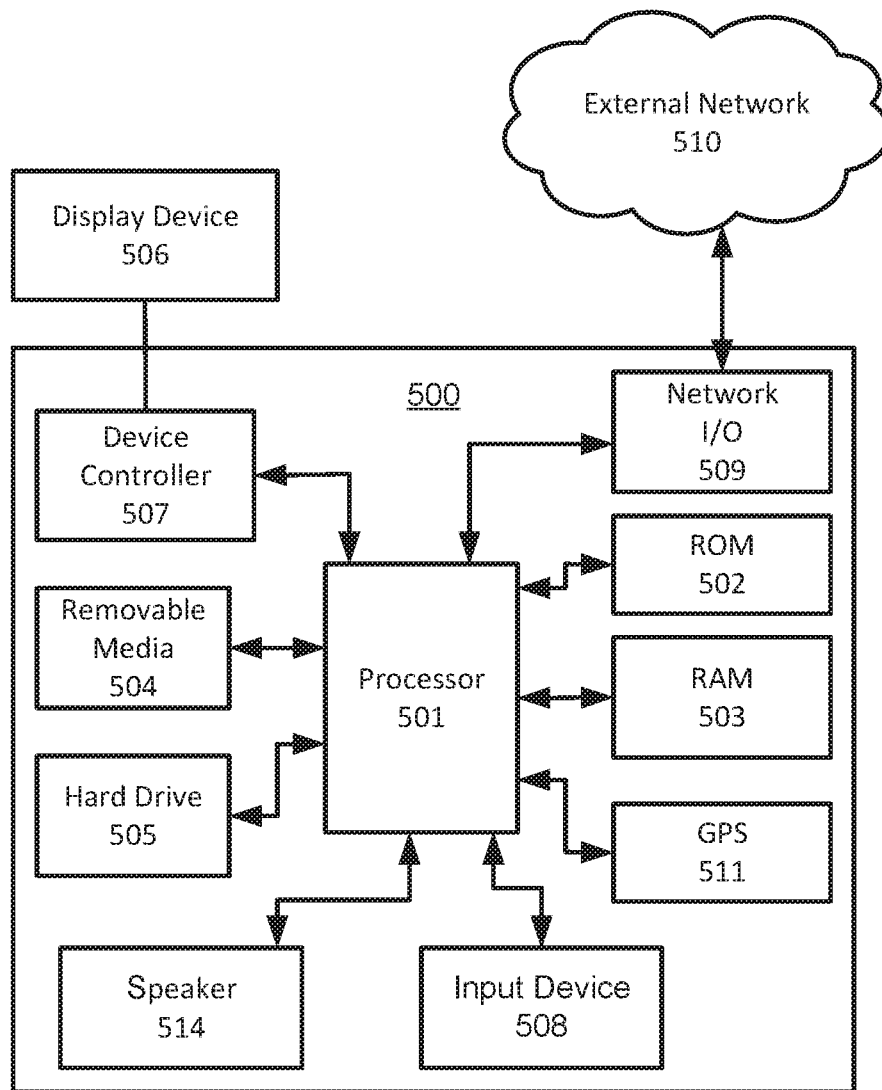 External Network
510
Display Device
506
500
Network
I/O
509
Device
Controller
507
ROM
502
Removable
Media
504
Processor
501
RAM
503
Hard Drive
505
GPS
511
Speaker
514
Input Device
508